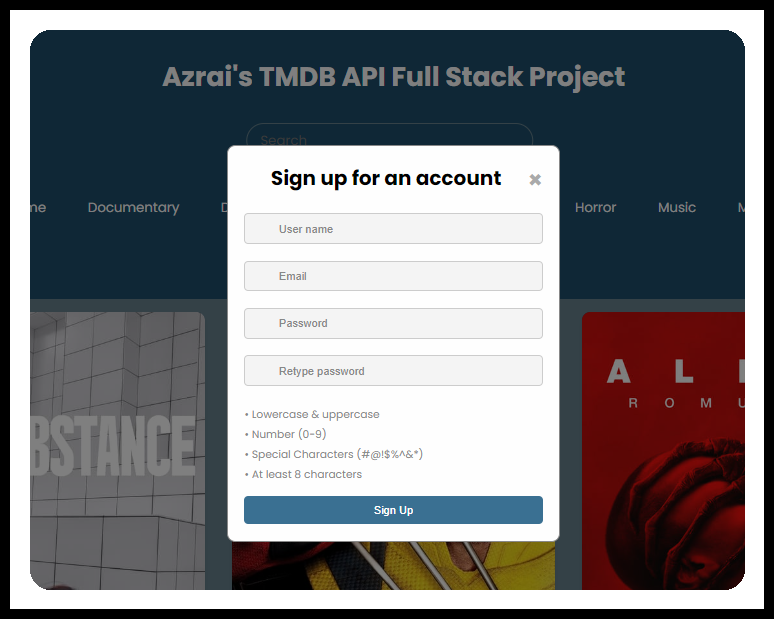 Azrai's TMDB API Full Stack Project
Search
Sign up for an account ✖
me Documentary D Horror Music M
User name
Email
Password
Retype password
• Lowercase & uppercase
• Number (0-9)
• Special Characters (#@!$%^&*)
• At least 8 characters
Sign Up
BSTANCE
A L I
R O M U